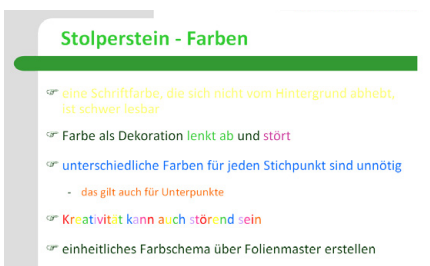 Stolperstein - Farben
☞ eine Schriftfarbe, die sich nicht vom Hintergrund abhebt,
ist schwer lesbar
☞ Farbe als Dekoration lenkt ab und stört
☞ unterschiedliche Farben für jeden Stichpunkt sind unnötig
- das gilt auch für Unterpunkte
☞ Kreativität kann auch störend sein
☞ einheitliches Farbschema über Folienmaster erstellen